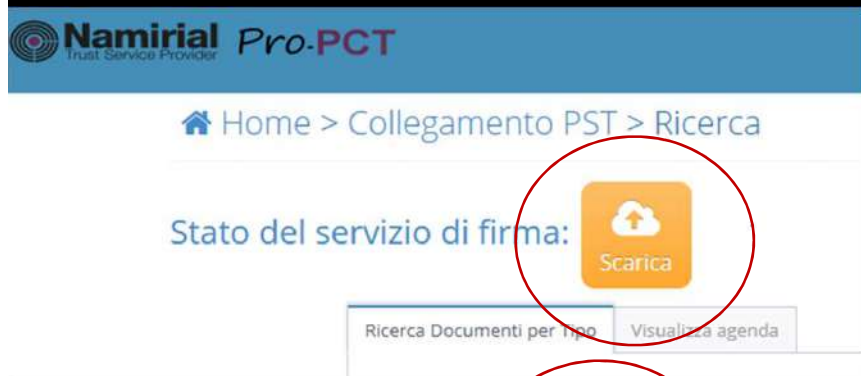 Namirial Pro-PCT
Trust Service Provider
Home > Collegamento PST > Ricerca
Stato del servizio di firma:
Scarica
Ricerca Documenti per Tipo
Visualizza agenda